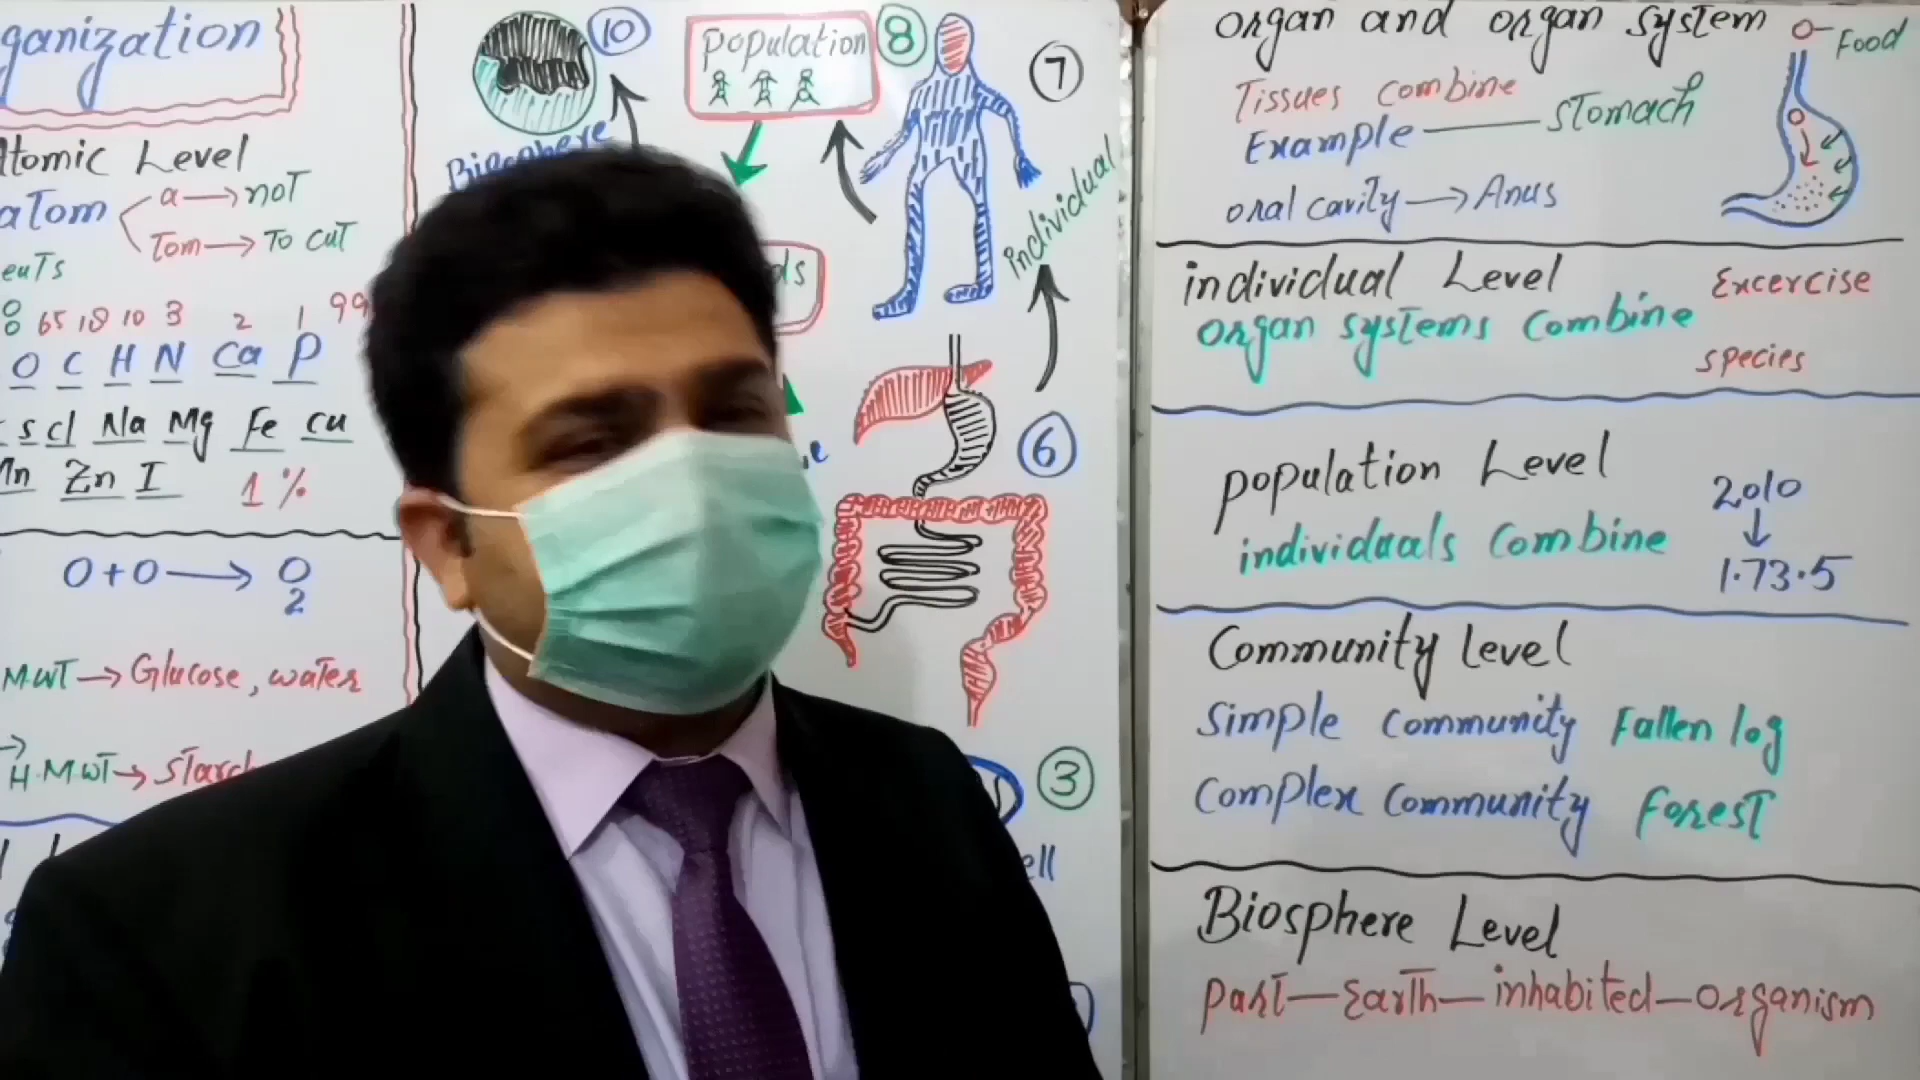 ganization
Atomic Level
atom
a → not
Tom → To cut
65 18 10 3 2 1 99
O C H N Ca P
S Cl Na Mg Fe Cu
Mn Zn I 1%
O + O → O
2
M.WT → Glucose, water
H.MWT → Starch
10
Biosphere
population
8
7
individual
6
3
ell
organ and organ system
Food
Tissues combine
Example — Stomach
oral cavity → Anus
individual Level
Excercise
organ systems combine
species
population Level
2010
individuals combine
1.73.5
Community Level
Simple community Fallen log
Complex community Forest
Biosphere Level
part — Earth — inhabited — organism